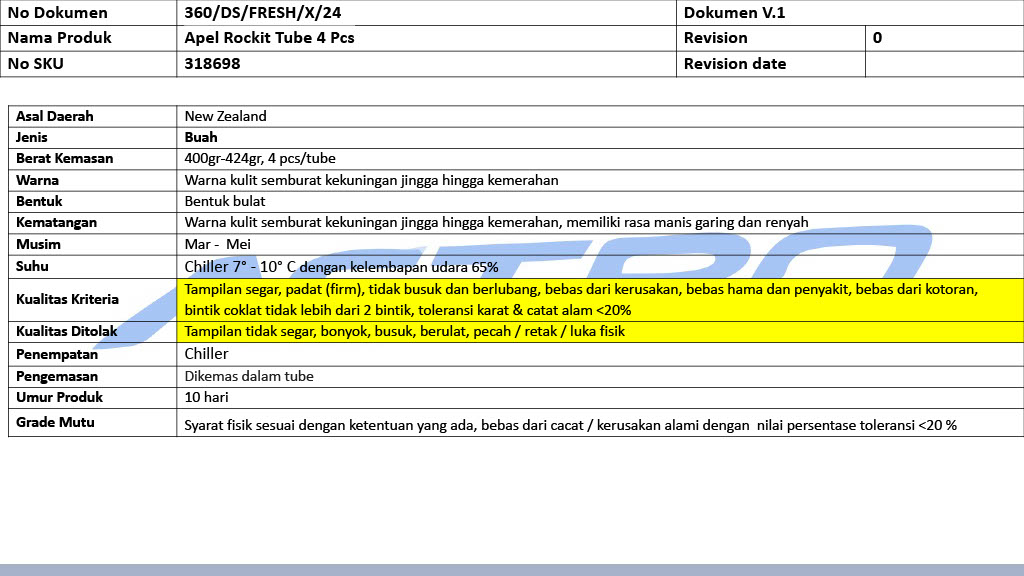 No Dokumen 360/DS/FRESH/X/24 Dokumen V.1
Nama Produk Apel Rockit Tube 4 Pcs Revision 0
No SKU 318698 Revision date
Asal Daerah New Zealand
Jenis Buah
Berat Kemasan 400gr-424gr, 4 pcs/tube
Warna Warna kulit semburat kekuningan jingga hingga kemerahan
Bentuk Bentuk bulat
Kematangan Warna kulit semburat kekuningan jingga hingga kemerahan, memiliki rasa manis garing dan renyah
Musim Mar - Mei
Suhu Chiller 7° - 10° C dengan kelembapan udara 65%
Kualitas Kriteria Tampilan segar, padat (firm), tidak busuk dan berlubang, bebas dari kerusakan, bebas hama dan penyakit, bebas dari kotoran,
bintik coklat tidak lebih dari 2 bintik, toleransi karat & catat alam <20%
Kualitas Ditolak Tampilan tidak segar, bonyok, busuk, berulat, pecah / retak / luka fisik
Penempatan Chiller
Pengemasan Dikemas dalam tube
Umur Produk 10 hari
Grade Mutu Syarat fisik sesuai dengan ketentuan yang ada, bebas dari cacat / kerusakan alami dengan nilai persentase toleransi <20 %
ASTRO